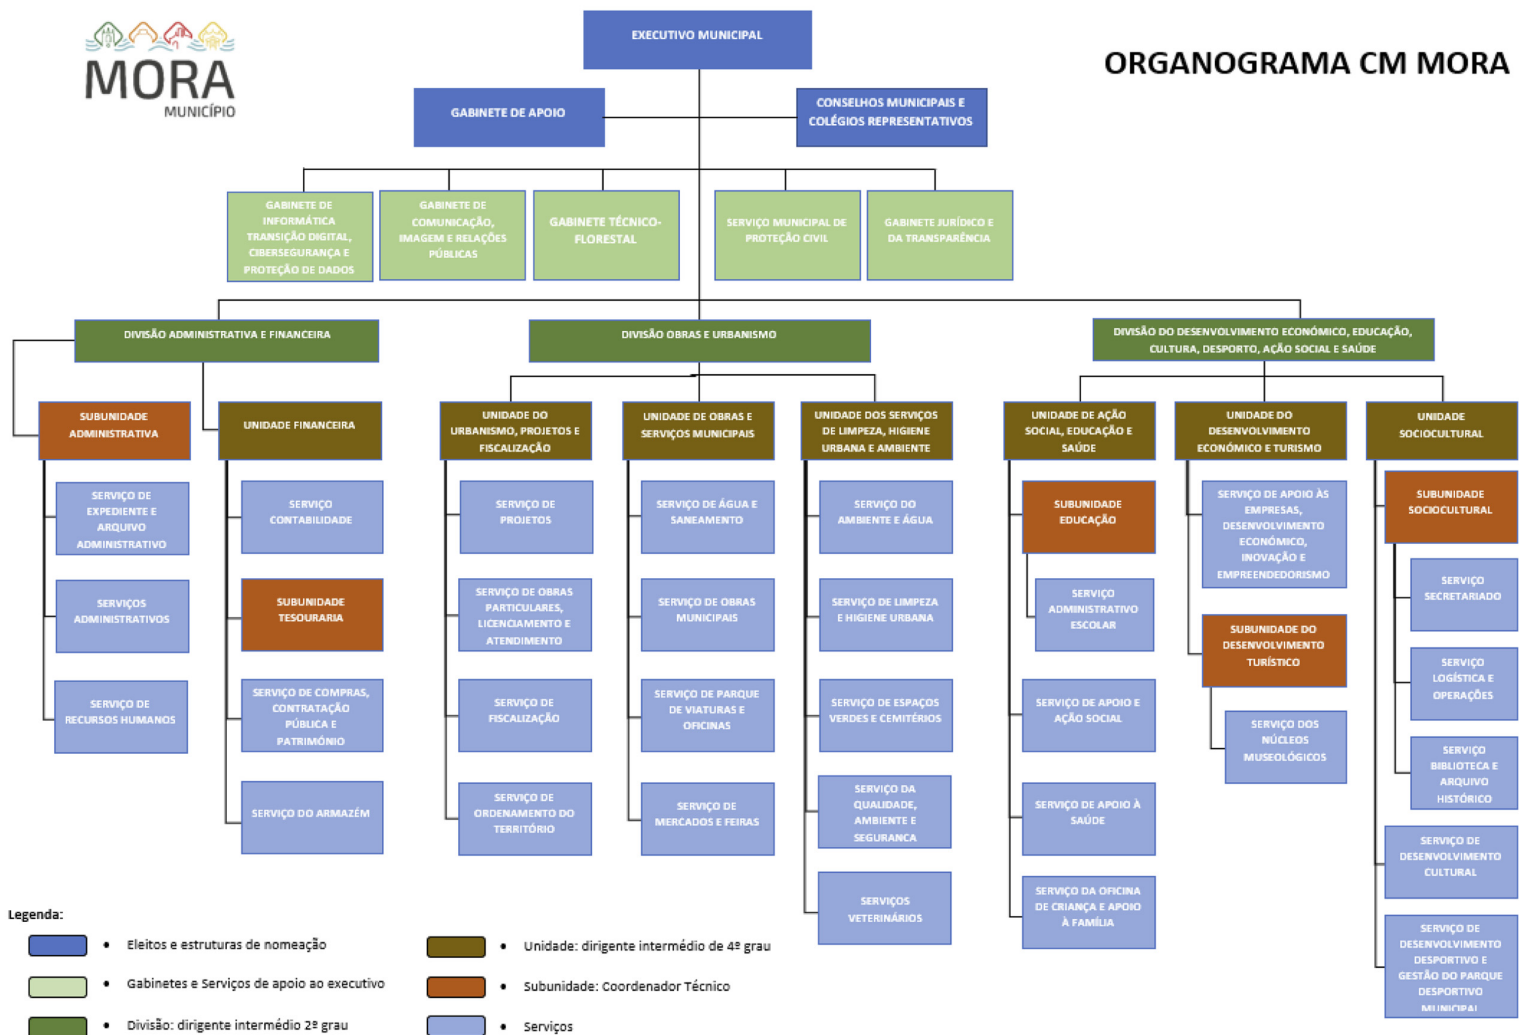 MORA
MUNICÍPIO
ORGANOGRAMA CM MORA
EXECUTIVO MUNICIPAL
GABINETE DE APOIO
CONSELHOS MUNICIPAIS E
COLÉGIOS REPRESENTATIVOS
GABINETE DE
INFORMÁTICA
TRANSIÇÃO DIGITAL,
CIBERSEGURANÇA E
PROTEÇÃO DE DADOS
GABINETE DE
COMUNICAÇÃO,
IMAGEM E RELAÇÕES
PÚBLICAS
GABINETE TÉCNICO-
FLORESTAL
SERVIÇO MUNICIPAL DE
PROTEÇÃO CIVIL
GABINETE JURÍDICO E
DA TRANSPARÊNCIA
DIVISÃO ADMINISTRATIVA E FINANCEIRA
DIVISÃO OBRAS E URBANISMO
DIVISÃO DO DESENVOLVIMENTO ECONÓMICO, EDUCAÇÃO,
CULTURA, DESPORTO, AÇÃO SOCIAL E SAÚDE
SUBUNIDADE
ADMINISTRATIVA
UNIDADE FINANCEIRA
UNIDADE DO
URBANISMO, PROJETOS E
FISCALIZAÇÃO
UNIDADE DE OBRAS E
SERVIÇOS MUNICIPAIS
UNIDADE DOS SERVIÇOS
DE LIMPEZA, HIGIENE
URBANA E AMBIENTE
UNIDADE DE AÇÃO
SOCIAL, EDUCAÇÃO E
SAÚDE
UNIDADE DO
DESENVOLVIMENTO
ECONÓMICO E TURISMO
UNIDADE
SOCIOCULTURAL
SERVIÇO DE
EXPEDIENTE E
ARQUIVO
ADMINISTRATIVO
SERVIÇOS
ADMINISTRATIVOS
SERVIÇO DE
RECURSOS HUMANOS
SERVIÇO
CONTABILIDADE
SUBUNIDADE
TESOURARIA
SERVIÇO DE COMPRAS,
CONTRATAÇÃO
PÚBLICA E
PATRIMÓNIO
SERVIÇO DO ARMAZÉM
SERVIÇO DE
PROJETOS
SERVIÇO DE OBRAS
PARTICULARES,
LICENCIAMENTO E
ATENDIMENTO
SERVIÇO DE
FISCALIZAÇÃO
SERVIÇO DE
ORDENAMENTO DO
TERRITÓRIO
SERVIÇO DE ÁGUA E
SANEAMENTO
SERVIÇO DE OBRAS
MUNICIPAIS
SERVIÇO DE PARQUE
DE VIATURAS E
OFICINAS
SERVIÇO DE
MERCADOS E FEIRAS
SERVIÇO DO
AMBIENTE E ÁGUA
SERVIÇO DE LIMPEZA
E HIGIENE URBANA
SERVIÇO DE ESPAÇOS
VERDES E CEMITÉRIOS
SERVIÇO DA
QUALIDADE,
AMBIENTE E
SEGURANCA
SERVIÇOS
VETERINÁRIOS
SUBUNIDADE
EDUCAÇÃO
SERVIÇO
ADMINISTRATIVO
ESCOLAR
SERVIÇO DE APOIO E
AÇÃO SOCIAL
SERVIÇO DE APOIO À
SAÚDE
SERVIÇO DA OFICINA
DE CRIANÇA E APOIO
À FAMÍLIA
SERVIÇO DE APOIO ÀS
EMPRESAS,
DESENVOLVIMENTO
ECONÓMICO,
INOVAÇÃO E
EMPREENDEDORISMO
SUBUNIDADE DO
DESENVOLVIMENTO
TURÍSTICO
SERVIÇO DOS
NÚCLEOS
MUSEOLÓGICOS
SUBUNIDADE
SOCIOCULTURAL
SERVIÇO
SECRETARIADO
SERVIÇO
LOGÍSTICA E
OPERAÇÕES
SERVIÇO
BIBLIOTECA E
ARQUIVO
HISTÓRICO
SERVIÇO DE
DESENVOLVIMENTO
CULTURAL
SERVIÇO DE
DESENVOLVIMENTO
DESPORTIVO E
GESTÃO DO PARQUE
DESPORTIVO
MUNICIPAL
Legenda:
• Eleitos e estruturas de nomeação
• Gabinetes e Serviços de apoio ao executivo
• Divisão: dirigente intermédio 2º grau
• Unidade: dirigente intermédio de 4º grau
• Subunidade: Coordenador Técnico
• Serviços